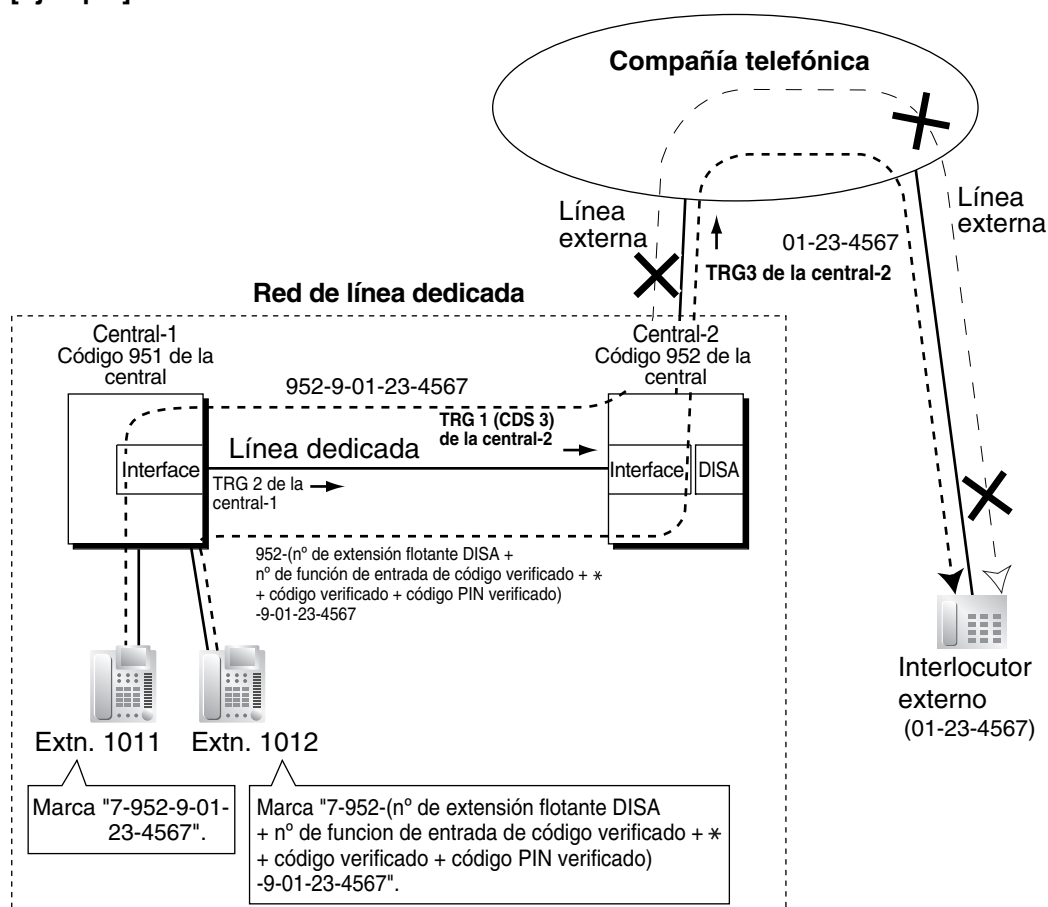 [Ejemplo]
Compañía telefónica
Línea
externa
Línea
externa
01-23-4567
TRG3 de la central-2
Red de línea dedicada
Central-1
Código 951 de la
central
Central-2
Código 952 de la
central
952-9-01-23-4567
TRG 1 (CDS 3)
de la central-2
Línea dedicada
Interface
Interface
DISA
TRG 2 de la
central-1
952-(nº de extensión flotante DISA +
nº de función de entrada de código verificado + *
+ código verificado + código PIN verificado)
-9-01-23-4567
Interlocutor
externo
(01-23-4567)
Extn. 1011
Extn. 1012
Marca "7-952-9-01-
23-4567".
Marca "7-952-(nº de extensión flotante DISA
+ nº de funcion de entrada de código verificado + *
+ código verificado + código PIN verificado)
-9-01-23-4567".